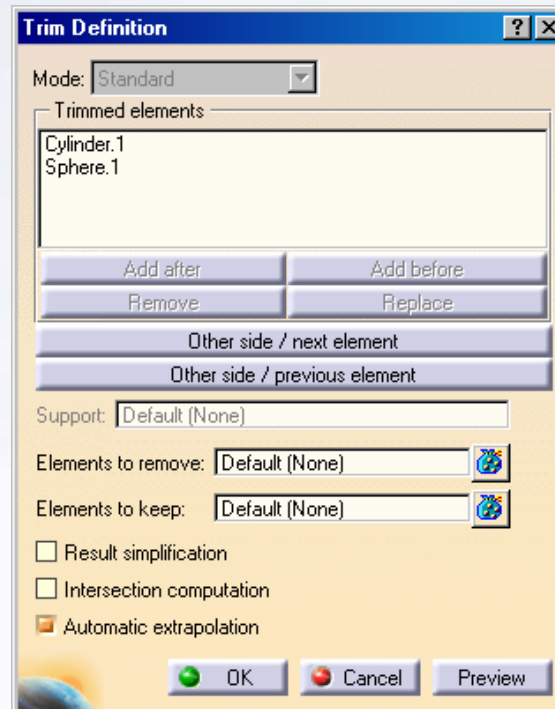 Trim Definition
Mode: Standard
Trimmed elements
Cylinder.1
Sphere.1
Add after Add before
Remove Replace
Other side / next element
Other side / previous element
Support: Default (None)
Elements to remove: Default (None)
Elements to keep: Default (None)
Result simplification
Intersection computation
Automatic extrapolation
OK Cancel Preview